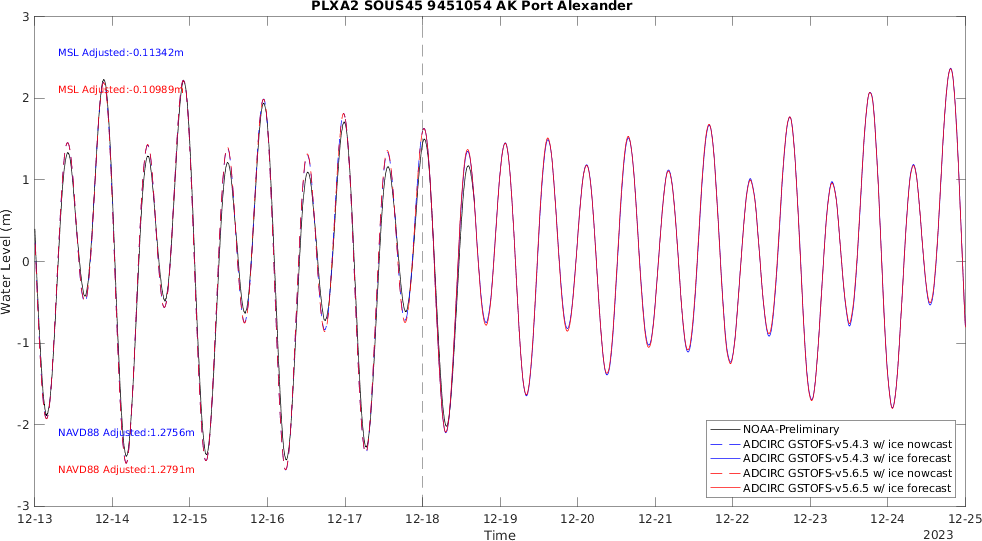 PLXA2 SOUS45 9451054 AK Port Alexander
3
2
1
0
-1
-2
-3
Water Level (m)
MSL Adjusted:-0.11342m
MSL Adjusted:-0.10989m
NAVD88 Adjusted:1.2756m
NAVD88 Adjusted:1.2791m
NOAA-Preliminary
ADCIRC GSTOFS-v5.4.3 w/ ice nowcast
ADCIRC GSTOFS-v5.4.3 w/ ice forecast
ADCIRC GSTOFS-v5.6.5 w/ ice nowcast
ADCIRC GSTOFS-v5.6.5 w/ ice forecast
12-13 12-14 12-15 12-16 12-17 12-18 12-19 12-20 12-21 12-22 12-23 12-24 12-25
Time
2023